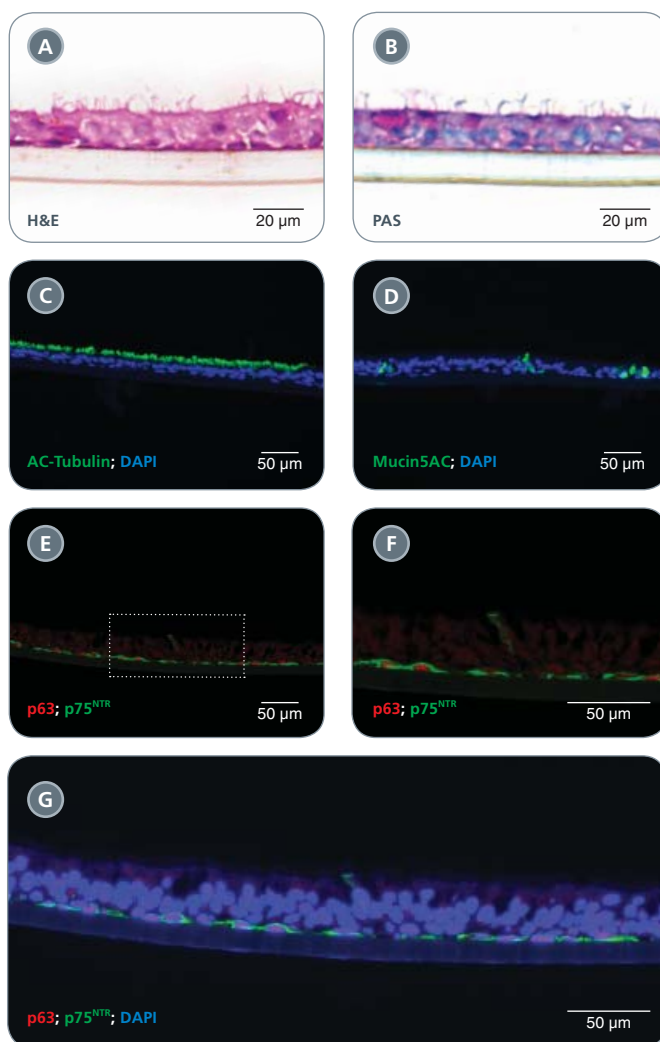 A
H&E
20 µm
B
PAS
20 µm
C
AC-Tubulin; DAPI
50 µm
D
Mucin5AC; DAPI
50 µm
E
p63; p75NTR
50 µm
F
p63; p75NTR
50 µm
G
p63; p75NTR; DAPI
50 µm